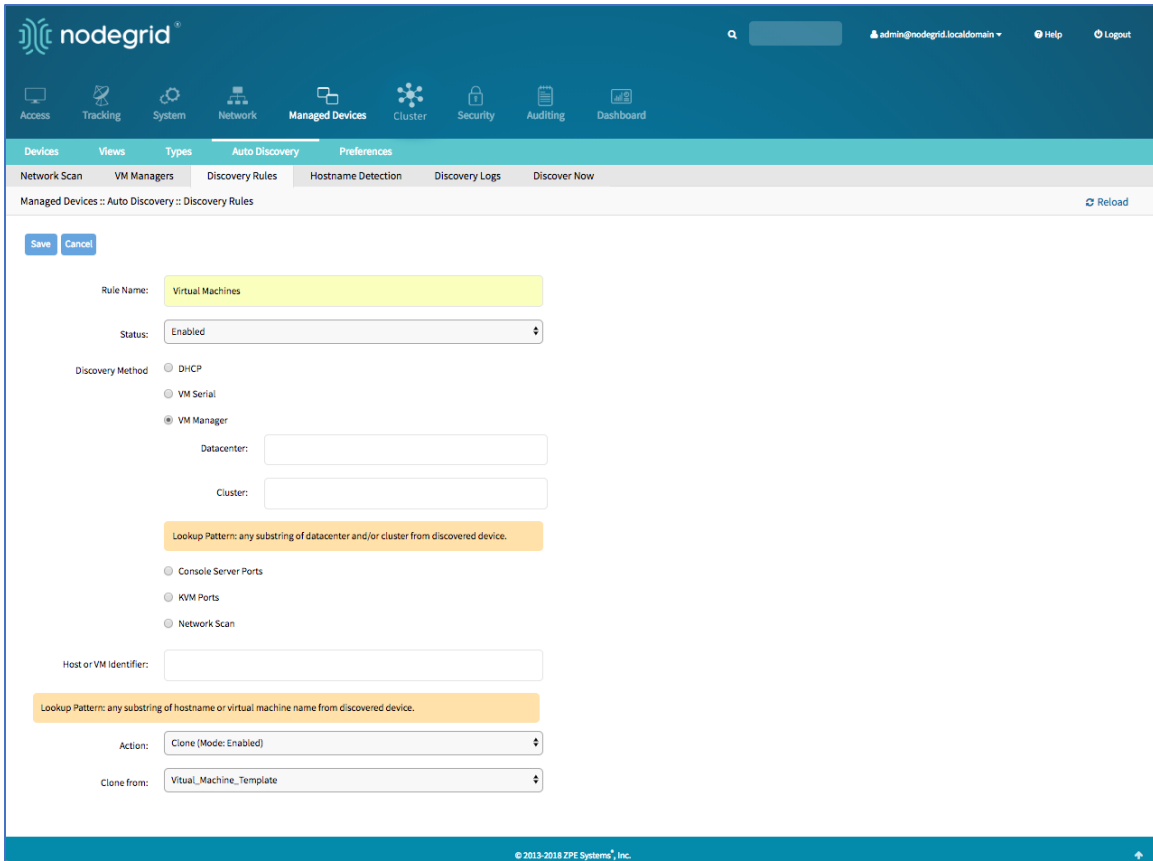 nodegrid®
admin@nodegrid.localdomain Help Logout
Access Tracking System Network Managed Devices Cluster Security Auditing Dashboard
Devices Views Types Auto Discovery Preferences
Network Scan VM Managers Discovery Rules Hostname Detection Discovery Logs Discover Now
Managed Devices :: Auto Discovery :: Discovery Rules Reload
Save Cancel
Rule Name: Virtual Machines
Status: Enabled
Discovery Method DHCP
VM Serial
VM Manager
Datacenter:
Cluster:
Lookup Pattern: any substring of datacenter and/or cluster from discovered device.
Console Server Ports
KVM Ports
Network Scan
Host or VM Identifier:
Lookup Pattern: any substring of hostname or virtual machine name from discovered device.
Action: Clone (Mode: Enabled)
Clone from: Vitual_Machine_Template
© 2013-2018 ZPE Systems®, Inc.